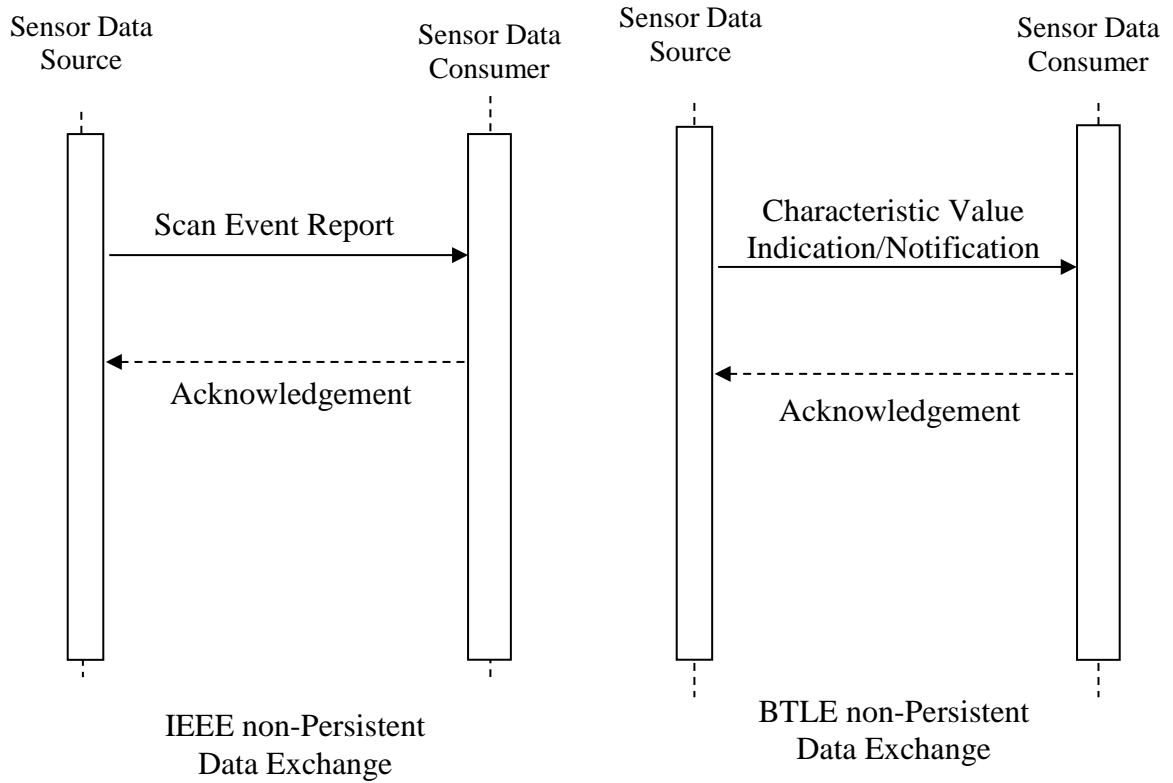 Sensor Data
Source
Sensor Data
Consumer
Scan Event Report
Acknowledgement
IEEE non-Persistent
Data Exchange
Sensor Data
Source
Sensor Data
Consumer
Characteristic Value
Indication/Notification
Acknowledgement
BTLE non-Persistent
Data Exchange